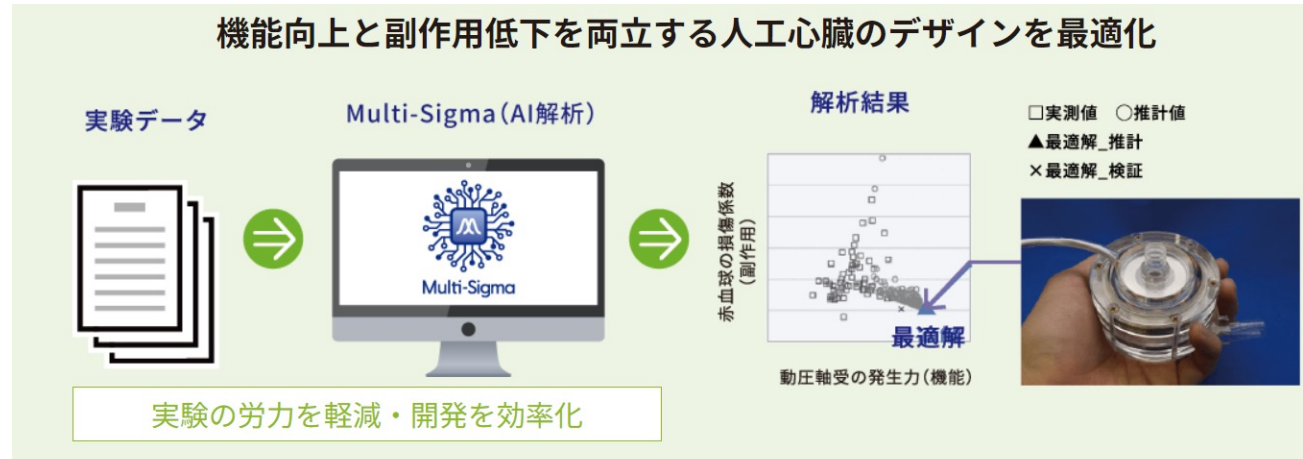 機能向上と副作用低下を両立する人工心臓のデザインを最適化
実験データ
Multi-Sigma(AI解析)
Multi-Sigma
実験の労力を軽減・開発を効率化
解析結果
赤血球の損傷係数
(副作用)
最適解
動圧軸受の発生力(機能)
□実測値 ○推計値
▲最適解_推計
×最適解_検証